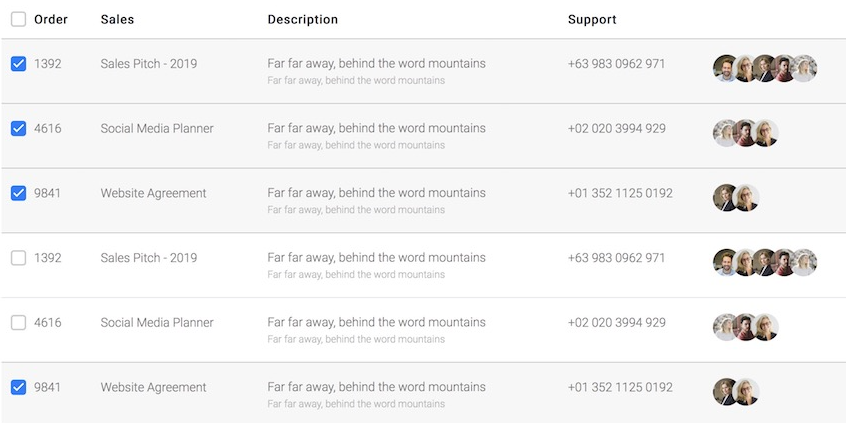 Order Sales Description Support
1392 Sales Pitch - 2019 Far far away, behind the word mountains +63 983 0962 971
Far far away, behind the word mountains
4616 Social Media Planner Far far away, behind the word mountains +02 020 3994 929
Far far away, behind the word mountains
9841 Website Agreement Far far away, behind the word mountains +01 352 1125 0192
Far far away, behind the word mountains
1392 Sales Pitch - 2019 Far far away, behind the word mountains +63 983 0962 971
Far far away, behind the word mountains
4616 Social Media Planner Far far away, behind the word mountains +02 020 3994 929
Far far away, behind the word mountains
9841 Website Agreement Far far away, behind the word mountains +01 352 1125 0192
Far far away, behind the word mountains